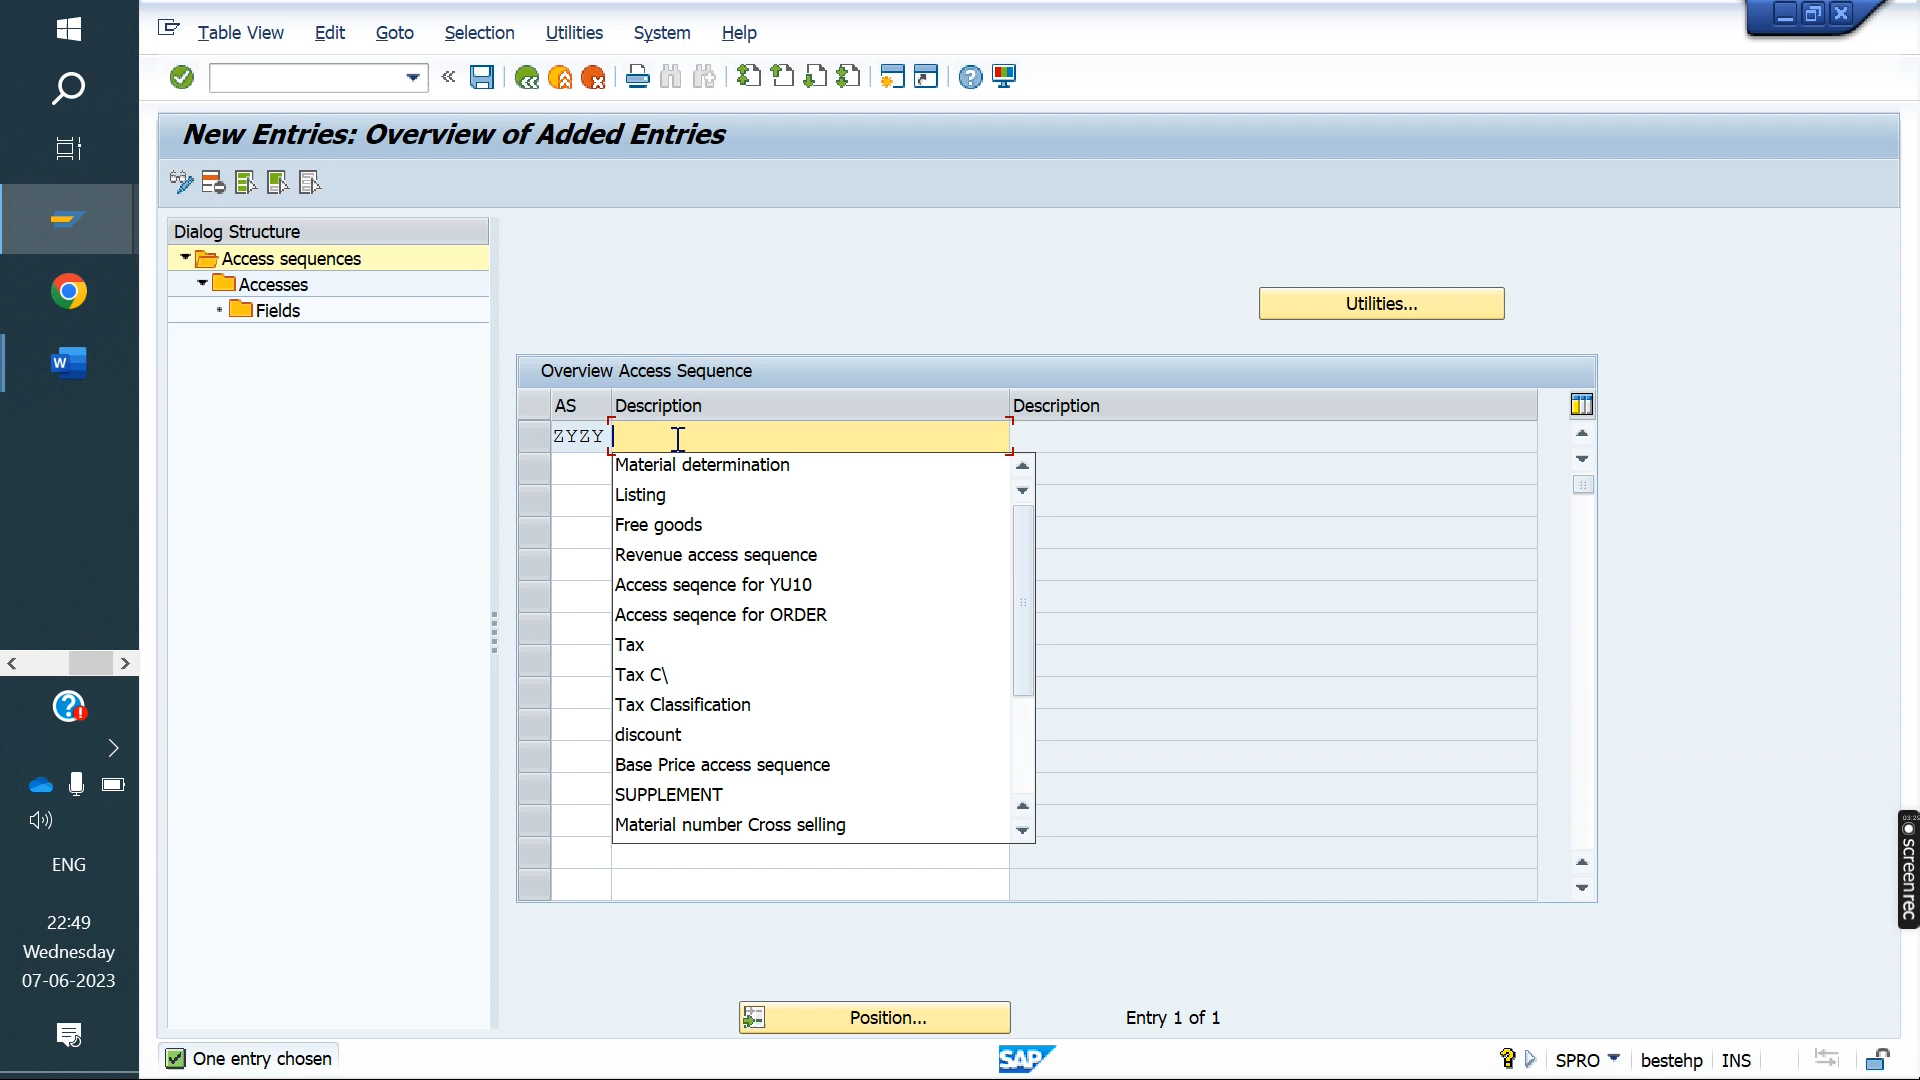 Table View Edit Goto Selection Utilities System Help
New Entries: Overview of Added Entries
Dialog Structure
Access sequences
Accesses
Fields
Utilities...
Overview Access Sequence
AS Description Description
ZYZY
Material determination
Listing
Free goods
Revenue access sequence
Access seqence for YU10
Access seqence for ORDER
Tax
Tax C\
Tax Classification
discount
Base Price access sequence
SUPPLEMENT
Material number Cross selling
Position... Entry 1 of 1
One entry chosen
SAP
SPRO bestehp INS
W
ENG
22:49
Wednesday
07-06-2023
screenrec